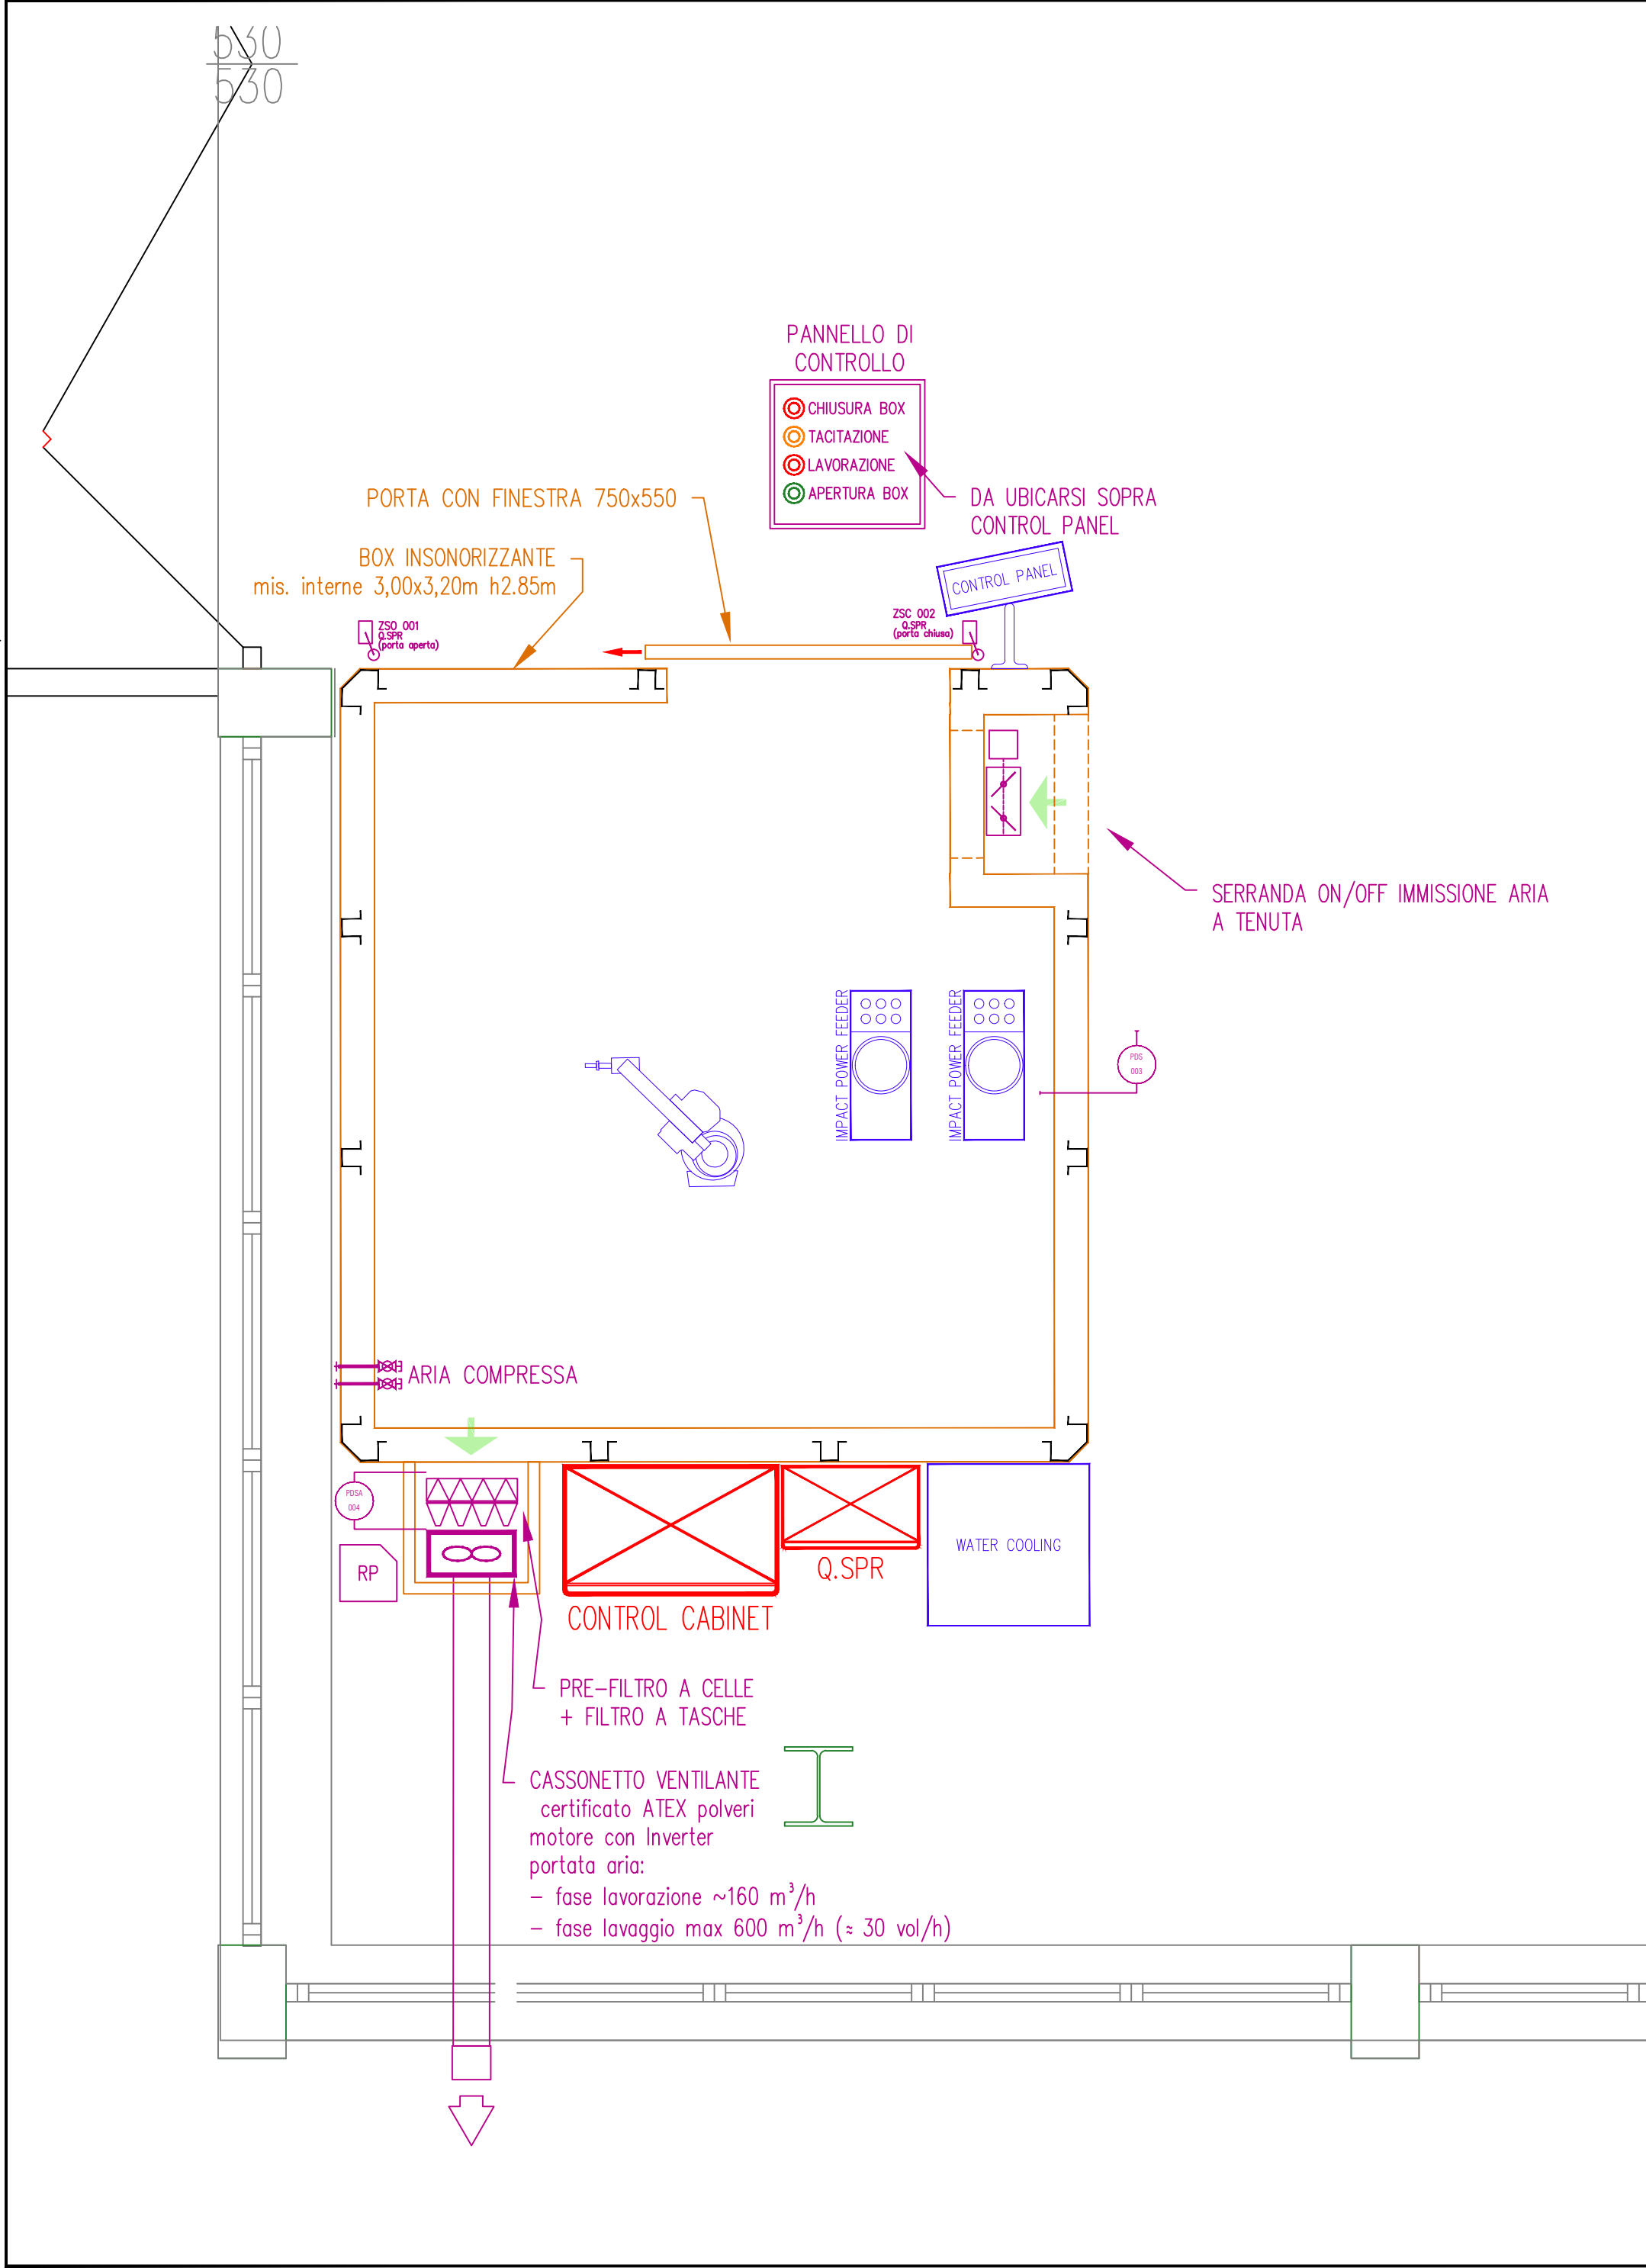 530
530
PANNELLO DI
CONTROLLO
CHIUSURA BOX
TACITAZIONE
LAVORAZIONE
APERTURA BOX
DA UBICARSI SOPRA
CONTROL PANEL
PORTA CON FINESTRA 750x550
BOX INSONORIZZANTE
mis. interne 3,00x3,20m h2.85m
CONTROL PANEL
ZSO 001
Q.SPR
(porta aperta)
ZSC 002
Q.SPR
(porta chiusa)
SERRANDA ON/OFF IMMISSIONE ARIA
A TENUTA
IMPACT POWER FEEDER
IMPACT POWER FEEDER
PDS
003
ARIA COMPRESSA
PDSA
004
RP
WATER COOLING
Q.SPR
CONTROL CABINET
PRE-FILTRO A CELLE
+ FILTRO A TASCHE
CASSONETTO VENTILANTE
certificato ATEX polveri
motore con Inverter
portata aria:
- fase lavorazione ~160 m³/h
- fase lavaggio max 600 m³/h (≈ 30 vol/h)